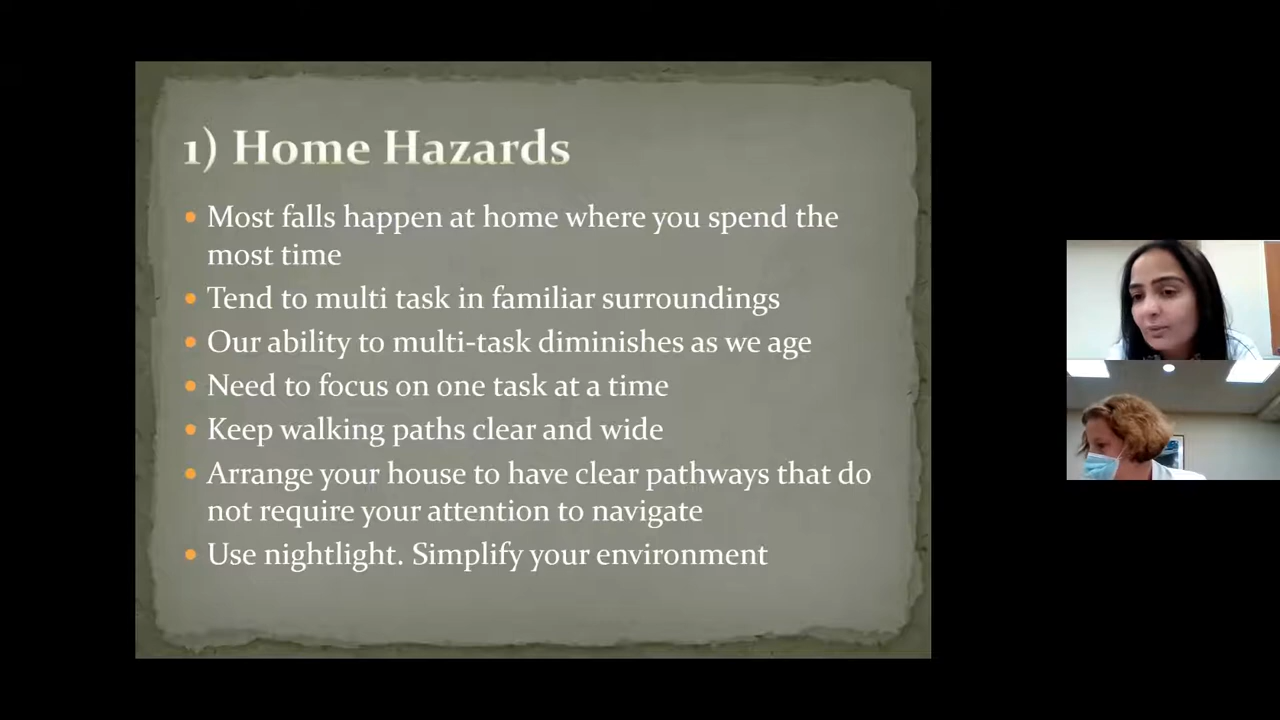 1) Home Hazards
• Most falls happen at home where you spend the
most time
• Tend to multi task in familiar surroundings
• Our ability to multi-task diminishes as we age
• Need to focus on one task at a time
• Keep walking paths clear and wide
• Arrange your house to have clear pathways that do
not require your attention to navigate
• Use nightlight. Simplify your environment